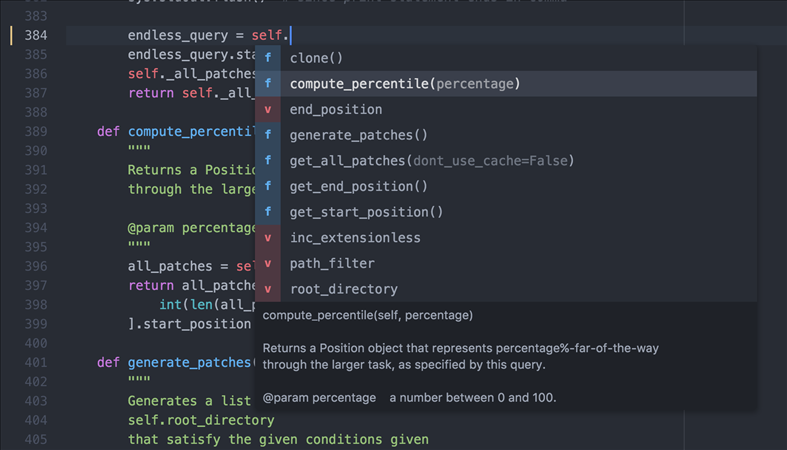 383
384 endless_query = self.
385 endless_query.sta
386 self._all_patches
387 return self._all_
388
389 def compute_percentil
390 """
391 Returns a Positio
392 through the large
393
394 @param percentage
395 """
396 all_patches = sel
397 return all_patche
398 int(len(all_p
399 ].start_position
400
401 def generate_patches(
402 """
403 Generates a list
404 self.root_directory
405 that satisfy the given conditions given
f clone()
f compute_percentile(percentage)
v end_position
f generate_patches()
f get_all_patches(dont_use_cache=False)
f get_end_position()
f get_start_position()
v inc_extensionless
v path_filter
v root_directory
compute_percentile(self, percentage)
Returns a Position object that represents percentage%-far-of-the-way
through the larger task, as specified by this query.
@param percentage a number between 0 and 100.